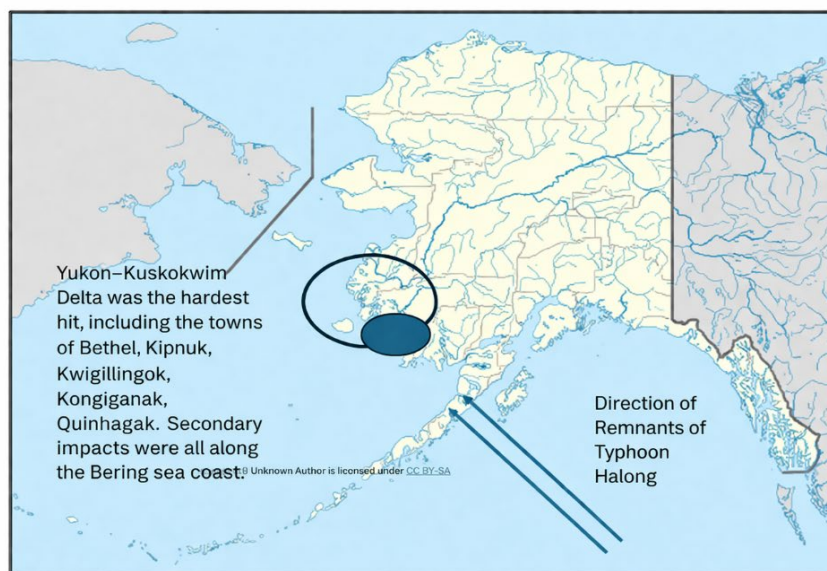 Yukon–Kuskokwim
Delta was the hardest
hit, including the towns
of Bethel, Kipnuk,
Kwigillingok,
Kongiganak,
Quinhagak. Secondary
impacts were all along
the Bering sea coast.
Unknown Author is licensed under CC BY-SA
Direction of
Remnants of
Typhoon
Halong